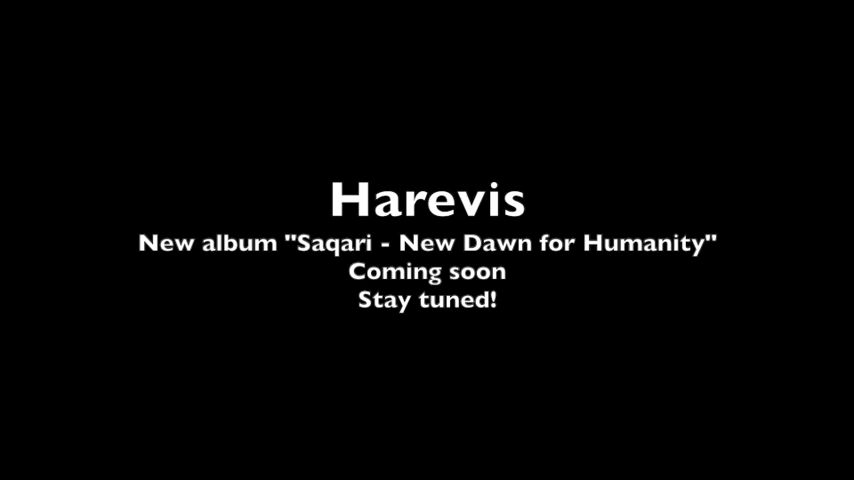 Harevis
New album "Saqari - New Dawn for Humanity"
Coming soon
Stay tuned!